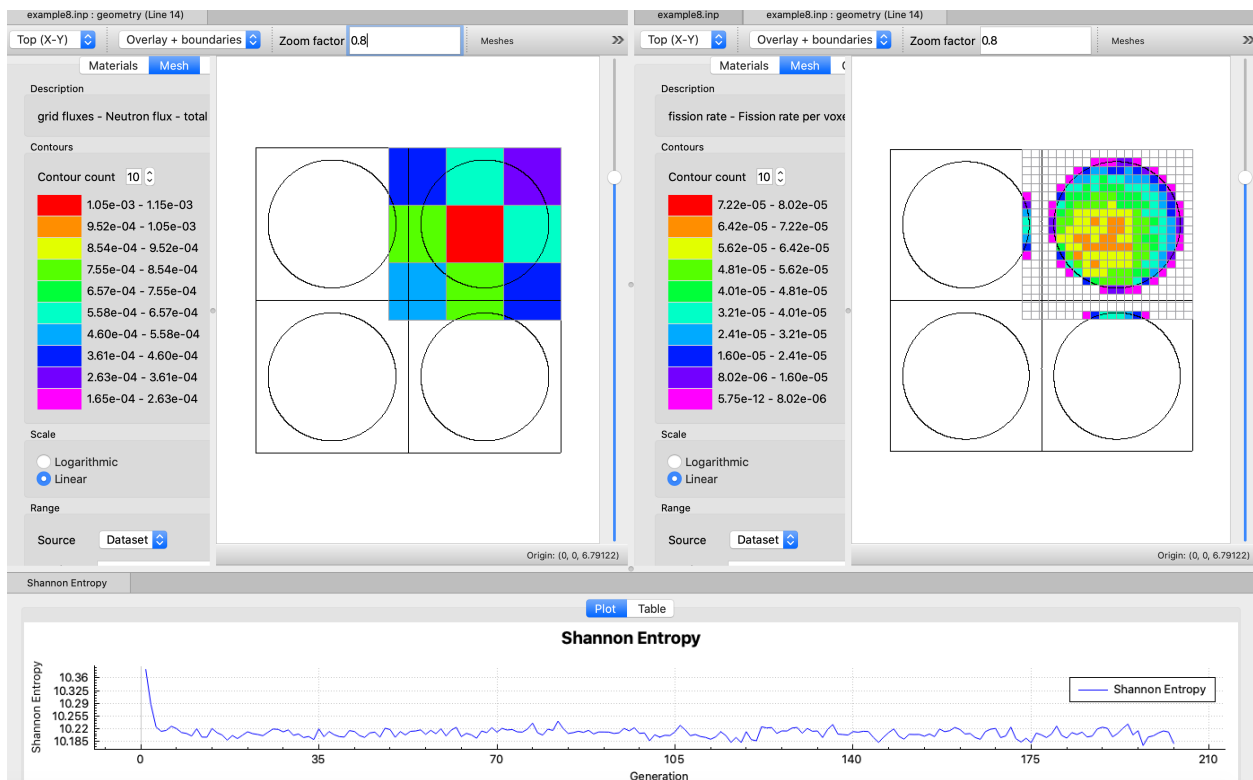 example8.inp : geometry (Line 14)
Top (X-Y) Overlay + boundaries Zoom factor 0.8 Meshes »
Materials Mesh
Description
grid fluxes - Neutron flux - total
Contours
Contour count 10
1.05e-03 - 1.15e-03
9.52e-04 - 1.05e-03
8.54e-04 - 9.52e-04
7.55e-04 - 8.54e-04
6.57e-04 - 7.55e-04
5.58e-04 - 6.57e-04
4.60e-04 - 5.58e-04
3.61e-04 - 4.60e-04
2.63e-04 - 3.61e-04
1.65e-04 - 2.63e-04
Scale
Logarithmic
Linear
Range
Source Dataset
Origin: (0, 0, 6.79122)
example8.inp example8.inp : geometry (Line 14)
Top (X-Y) Overlay + boundaries Zoom factor 0.8 Meshes »
Materials Mesh
Description
fission rate - Fission rate per voxe
Contours
Contour count 10
7.22e-05 - 8.02e-05
6.42e-05 - 7.22e-05
5.62e-05 - 6.42e-05
4.81e-05 - 5.62e-05
4.01e-05 - 4.81e-05
3.21e-05 - 4.01e-05
2.41e-05 - 3.21e-05
1.60e-05 - 2.41e-05
8.02e-06 - 1.60e-05
5.75e-12 - 8.02e-06
Scale
Logarithmic
Linear
Range
Source Dataset
Origin: (0, 0, 6.79122)
Shannon Entropy
Plot Table
Shannon Entropy
Shannon Entropy
10.36
10.325
10.29
10.255
10.22
10.185
Shannon Entropy
0 35 70 105 140 175 210
Generation